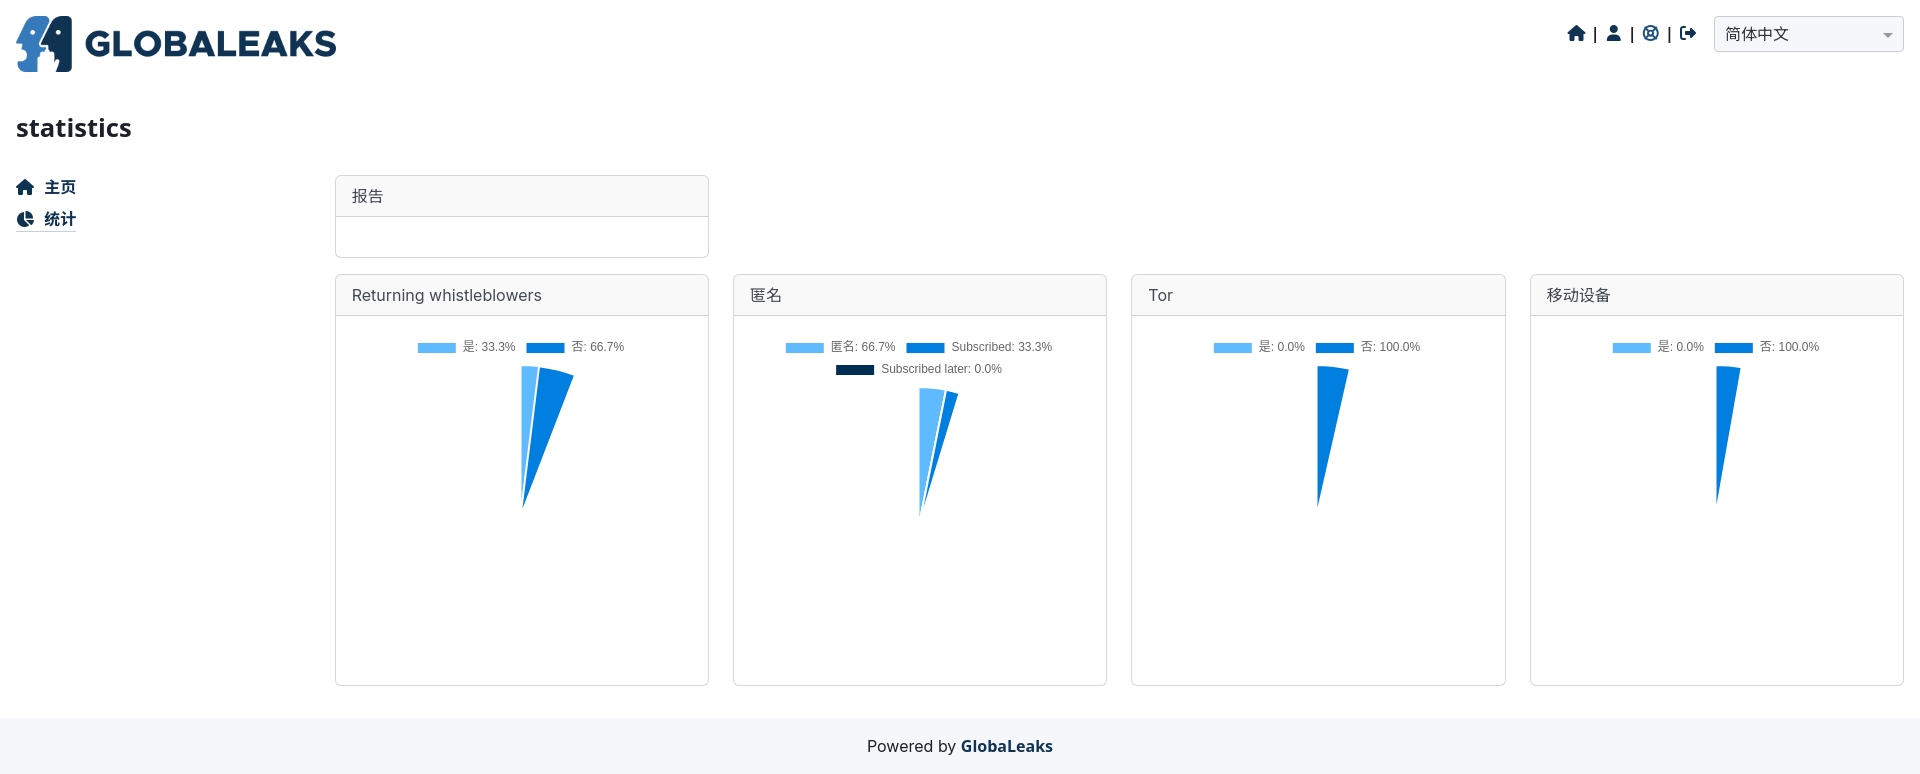 GLOBALEAKS
| | |
简体中文
statistics
主页
统计
报告
Returning whistleblowers
是: 33.3% 否: 66.7%
匿名
匿名: 66.7% Subscribed: 33.3%
Subscribed later: 0.0%
Tor
是: 0.0% 否: 100.0%
移动设备
是: 0.0% 否: 100.0%
Powered by GlobaLeaks